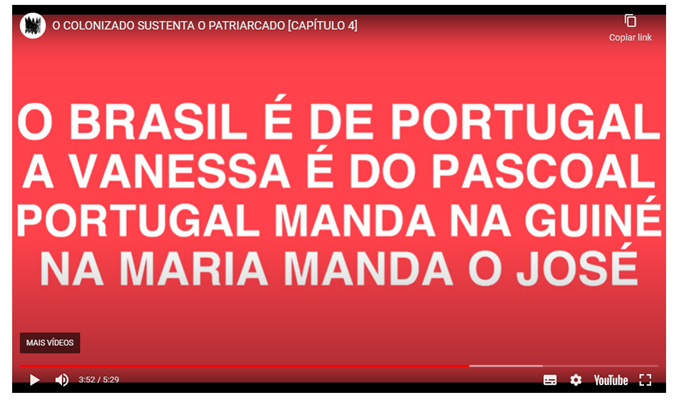 O COLONIZADO SUSTENTA O PATRIARCADO [CAPÍTULO 4]
Copiar link
O BRASIL É DE PORTUGAL
A VANESSA É DO PASCOAL
PORTUGAL MANDA NA GUINÉ
NA MARIA MANDA O JOSÉ
MAIS VÍDEOS
3:52 / 5:29
YouTube